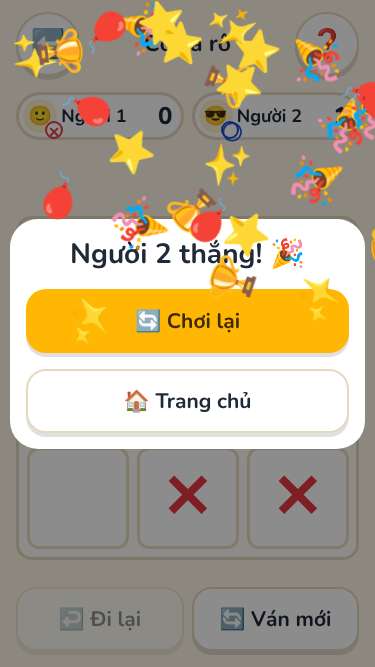 Người 1
0
Người 2
Người 2 thắng! 🎉
🔄 Chơi lại
🏠 Trang chủ
Đi lại
🔄 Ván mới